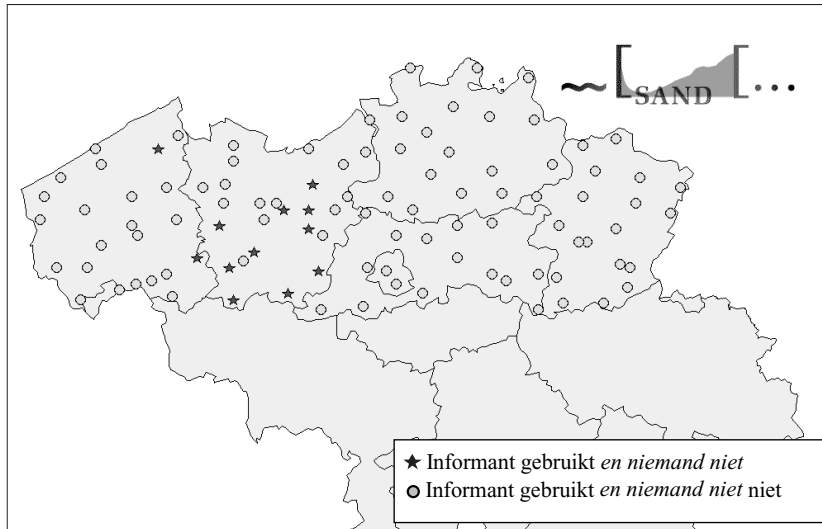 [SAND [...
Informant gebruikt en niemand niet
Informant gebruikt en niemand niet niet